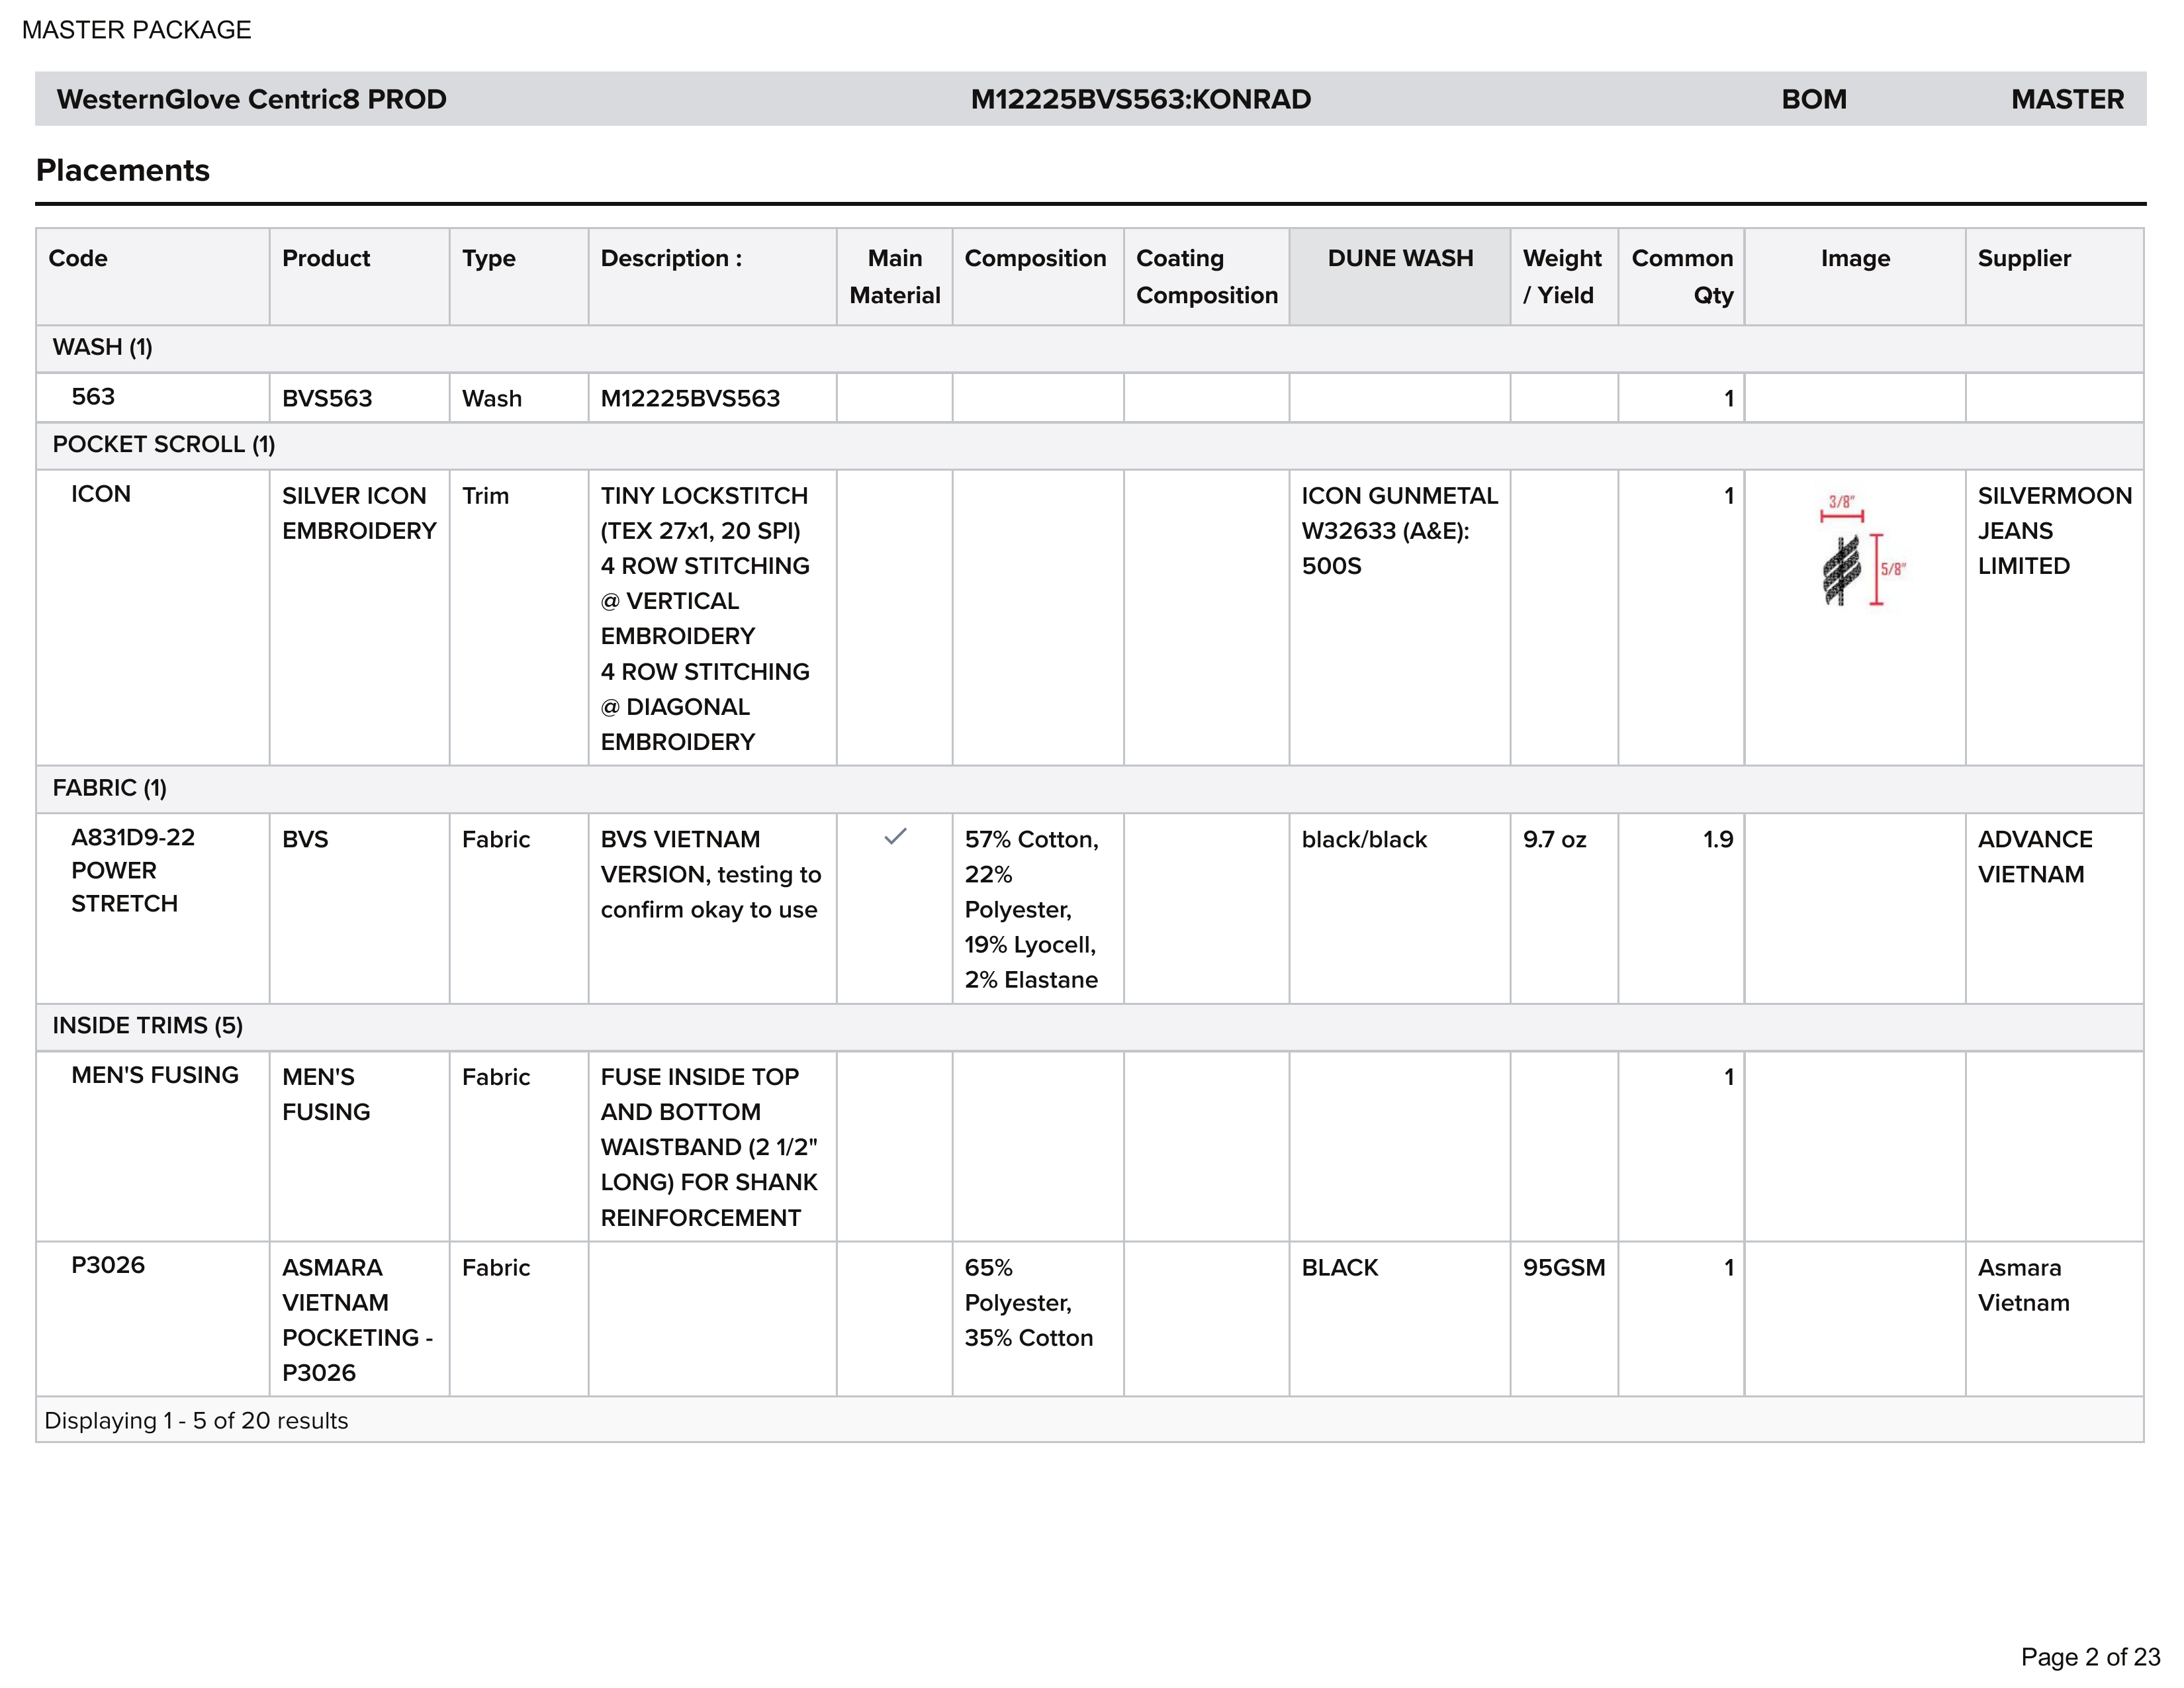 MASTER PACKAGE
WesternGlove Centric8 PROD M12225BVS563:KONRAD BOM MASTER
Placements
Code Product Type Description : Main Material Composition Coating Composition DUNE WASH Weight / Yield Common Qty Image Supplier
WASH (1)
563 BVS563 Wash M12225BVS563 1
POCKET SCROLL (1)
ICON
SILVER ICON
EMBROIDERY
Trim
TINY LOCKSTITCH
(TEX 27x1, 20 SPI)
4 ROW STITCHING
@ VERTICAL
EMBROIDERY
4 ROW STITCHING
@ DIAGONAL
EMBROIDERY
ICON GUNMETAL
W32633 (A&E):
500S
1
3/8"
5/8"
SILVERMOON
JEANS
LIMITED
FABRIC (1)
A831D9-22
POWER
STRETCH
BVS
Fabric
BVS VIETNAM
VERSION, testing to
confirm okay to use
57% Cotton,
22%
Polyester,
19% Lyocell,
2% Elastane
black/black
9.7 oz
1.9
ADVANCE
VIETNAM
INSIDE TRIMS (5)
MEN'S FUSING
MEN'S
FUSING
Fabric
FUSE INSIDE TOP
AND BOTTOM
WAISTBAND (2 1/2"
LONG) FOR SHANK
REINFORCEMENT
1
P3026
ASMARA
VIETNAM
POCKETING -
P3026
Fabric
65%
Polyester,
35% Cotton
BLACK
95GSM
1
Asmara
Vietnam
Displaying 1 - 5 of 20 results
Page 2 of 23